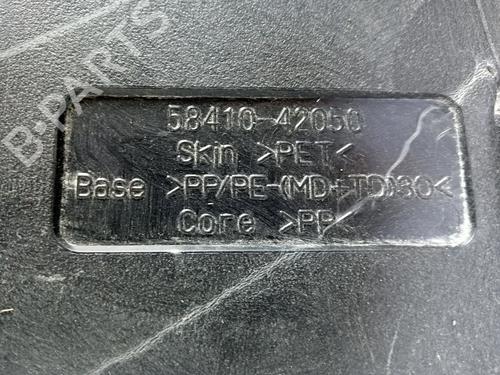 B-PARTS
58410-42050
Skin >PET<
Base >PP/PE-(MD+TD)30<
Core >PP<